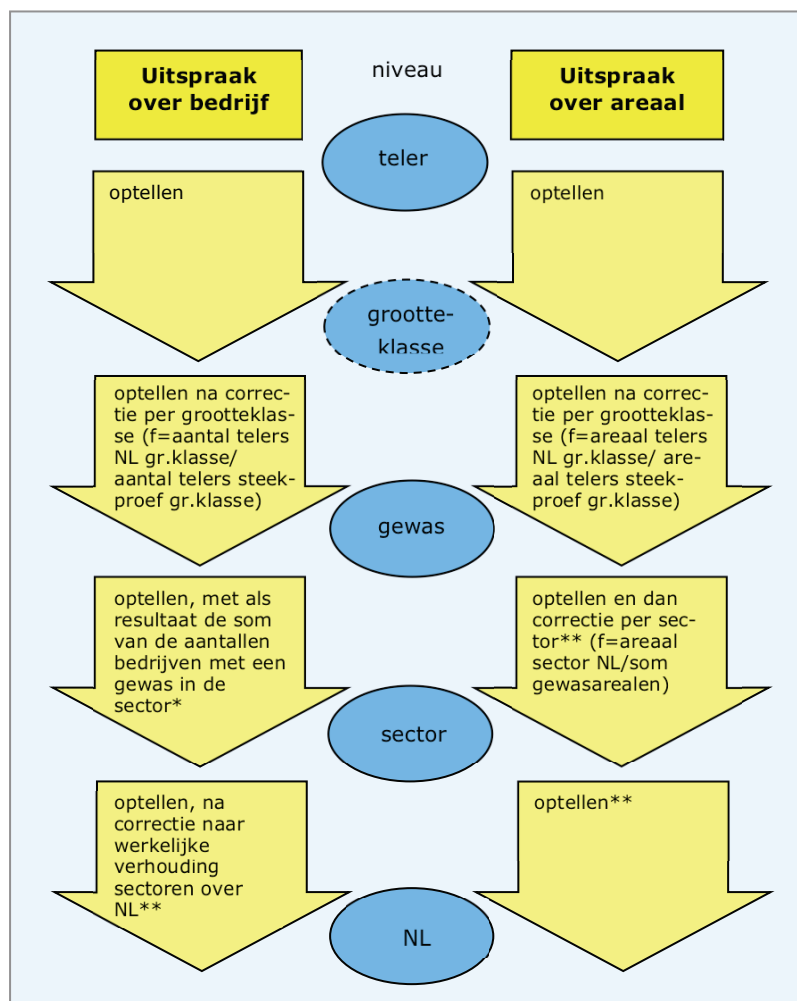 Uitspraak
over bedrijf
niveau
Uitspraak
over areaal
teler
optellen
optellen
grootte-
klasse
optellen na correc-
tie per grootteklas-
se (f=aantal telers
NL gr.klasse/
aantal telers steek-
proef gr.klasse)
optellen na correc-
tie per grootteklas-
se (f=areaal telers
NL gr.klasse/ are-
aal telers steek-
proef gr.klasse)
gewas
optellen, met als
resultaat de som
van de aantallen
bedrijven met een
gewas in de
sector*
optellen en dan
correctie per sec-
tor** (f=areaal
sector NL/som
gewasarealen)
sector
optellen, na
correctie naar
werkelijke
verhouding
sectoren over
NL**
optellen**
NL